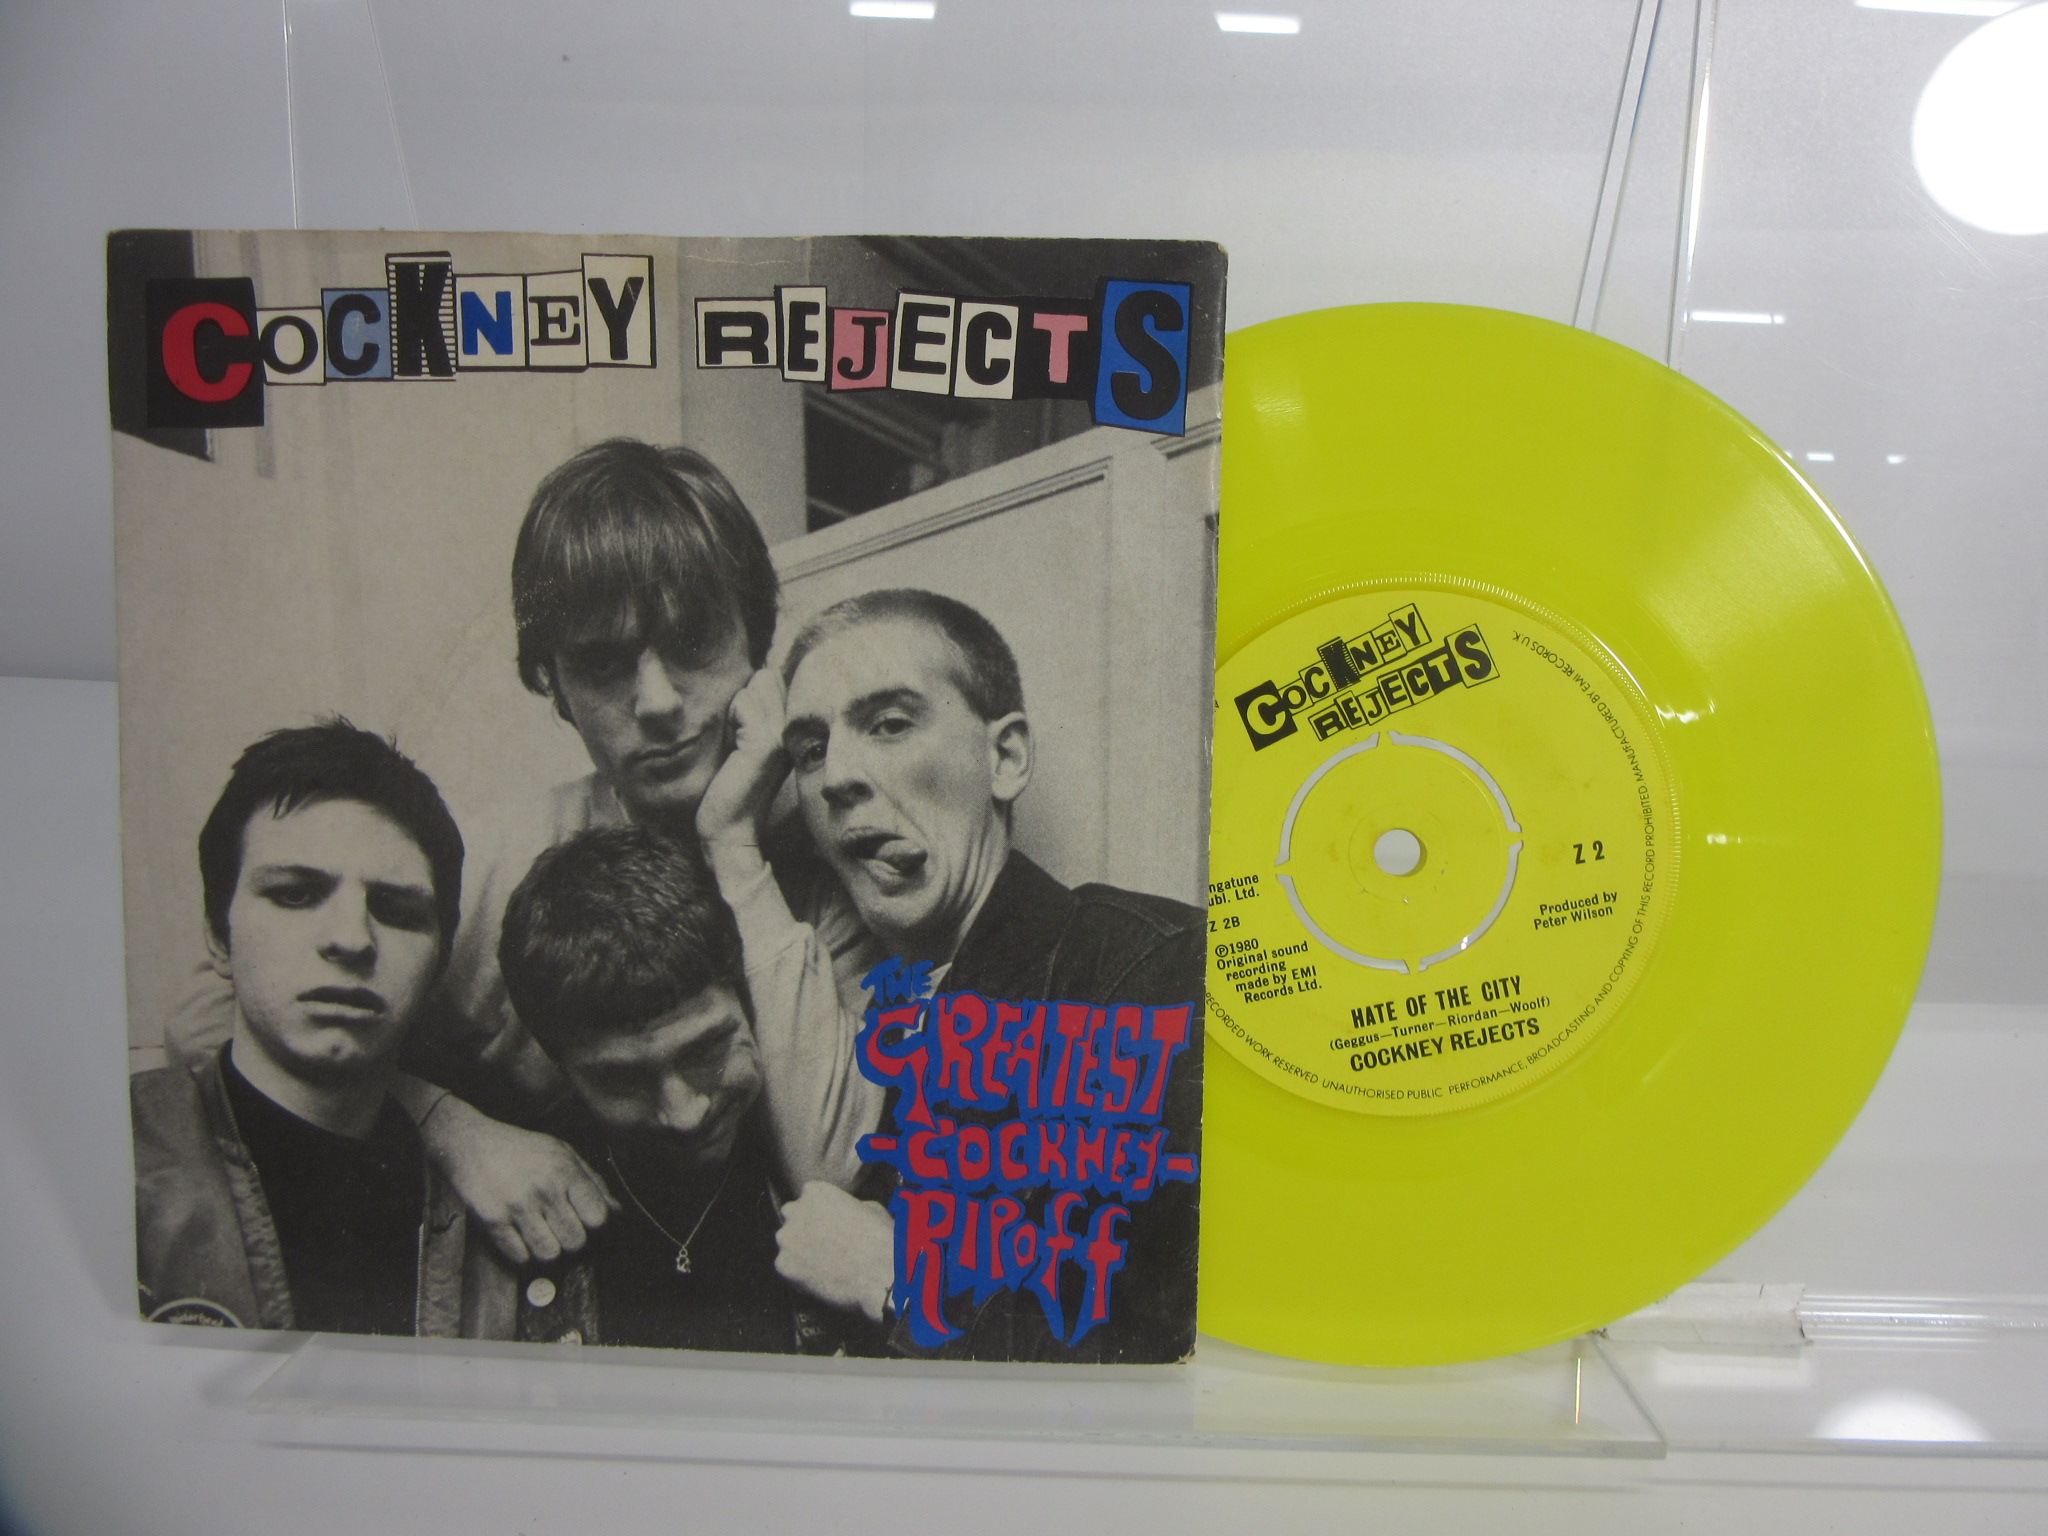 COCKNEY REJECTS
THE
GREATEST
-COCKNEY-
RIPOFF
COCKNEY
REJECTS
MANUFACTURED BY EMI RECORDS U.K.
Z 2
ubl. Ltd.
Z 2B
℗1980
Original sound
recording
made by EMI
Records Ltd.
Produced by
Peter Wilson
HATE OF THE CITY
(Geggus—Turner—Riordan—Woolf)
COCKNEY REJECTS
RECORDED WORK RESERVED UNAUTHORISED PUBLIC PERFORMANCE, BROADCASTING AND COPYING OF THIS RECORD PROHIBITED.